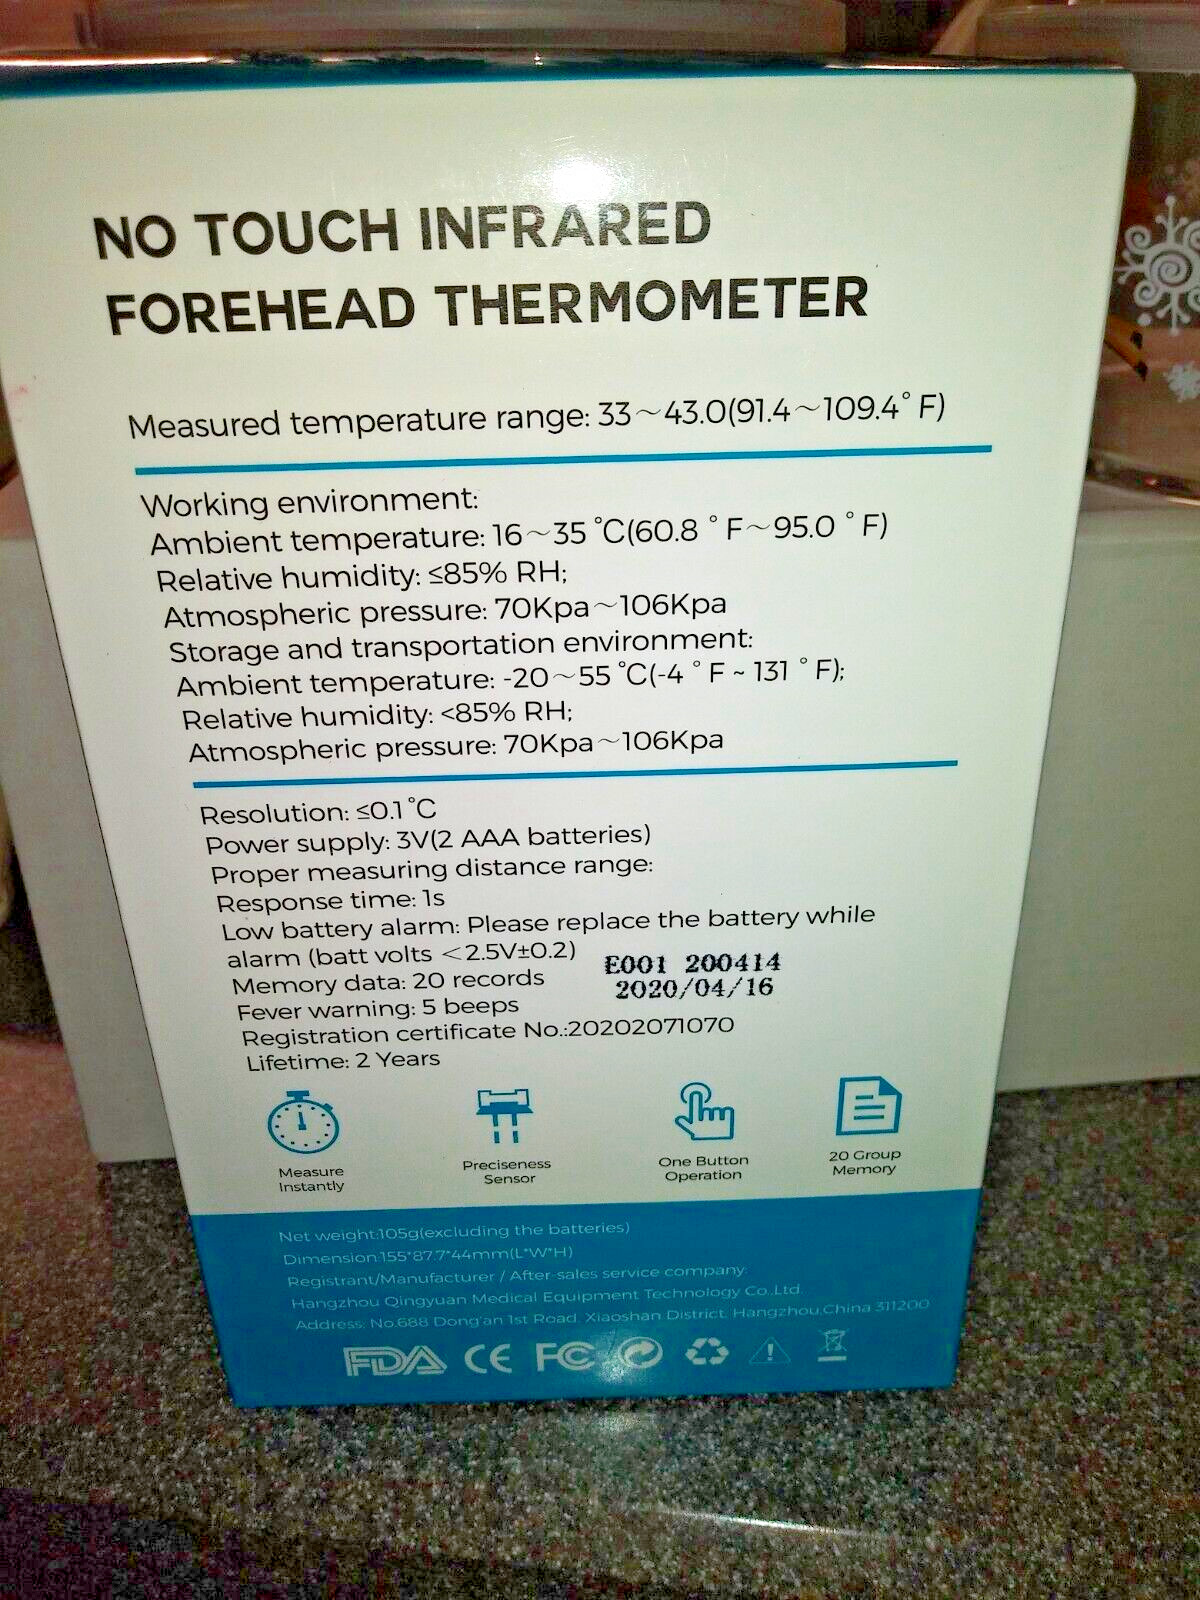 NO TOUCH INFRARED
FOREHEAD THERMOMETER
Measured temperature range: 33～43.0(91.4～109.4°F)
Working environment:
Ambient temperature: 16～35 °C(60.8 °F～95.0 °F)
Relative humidity: ≤85% RH;
Atmospheric pressure: 70Kpa～106Kpa
Storage and transportation environment:
Ambient temperature: -20～55 °C(-4 °F ~ 131 °F);
Relative humidity: <85% RH;
Atmospheric pressure: 70Kpa～106Kpa
Resolution: ≤0.1 °C
Power supply: 3V(2 AAA batteries)
Proper measuring distance range:
Response time: 1s
Low battery alarm: Please replace the battery while
alarm (batt volts <2.5V±0.2)
Memory data: 20 records
Fever warning: 5 beeps
E001 200414
2020/04/16
Registration certificate No.:20202071070
Lifetime: 2 Years
Measure
Instantly
Preciseness
Sensor
One Button
Operation
20 Group
Memory
Net weight:105g(excluding the batteries)
Dimension:155*87.7*44mm(L*W*H)
Registrant/Manufacturer / After-sales service company:
Hangzhou Qingyuan Medical Equipment Technology Co.,Ltd.
Address: No.688 Dong'an 1st Road, Xiaoshan District, Hangzhou,China 311200
FDA CE FC